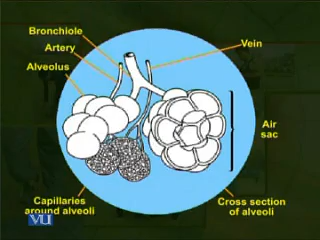 Bronchiole
Artery
Alveolus
Vein
Air
sac
Capillaries
around alveoli
Cross section
of alveoli
VU